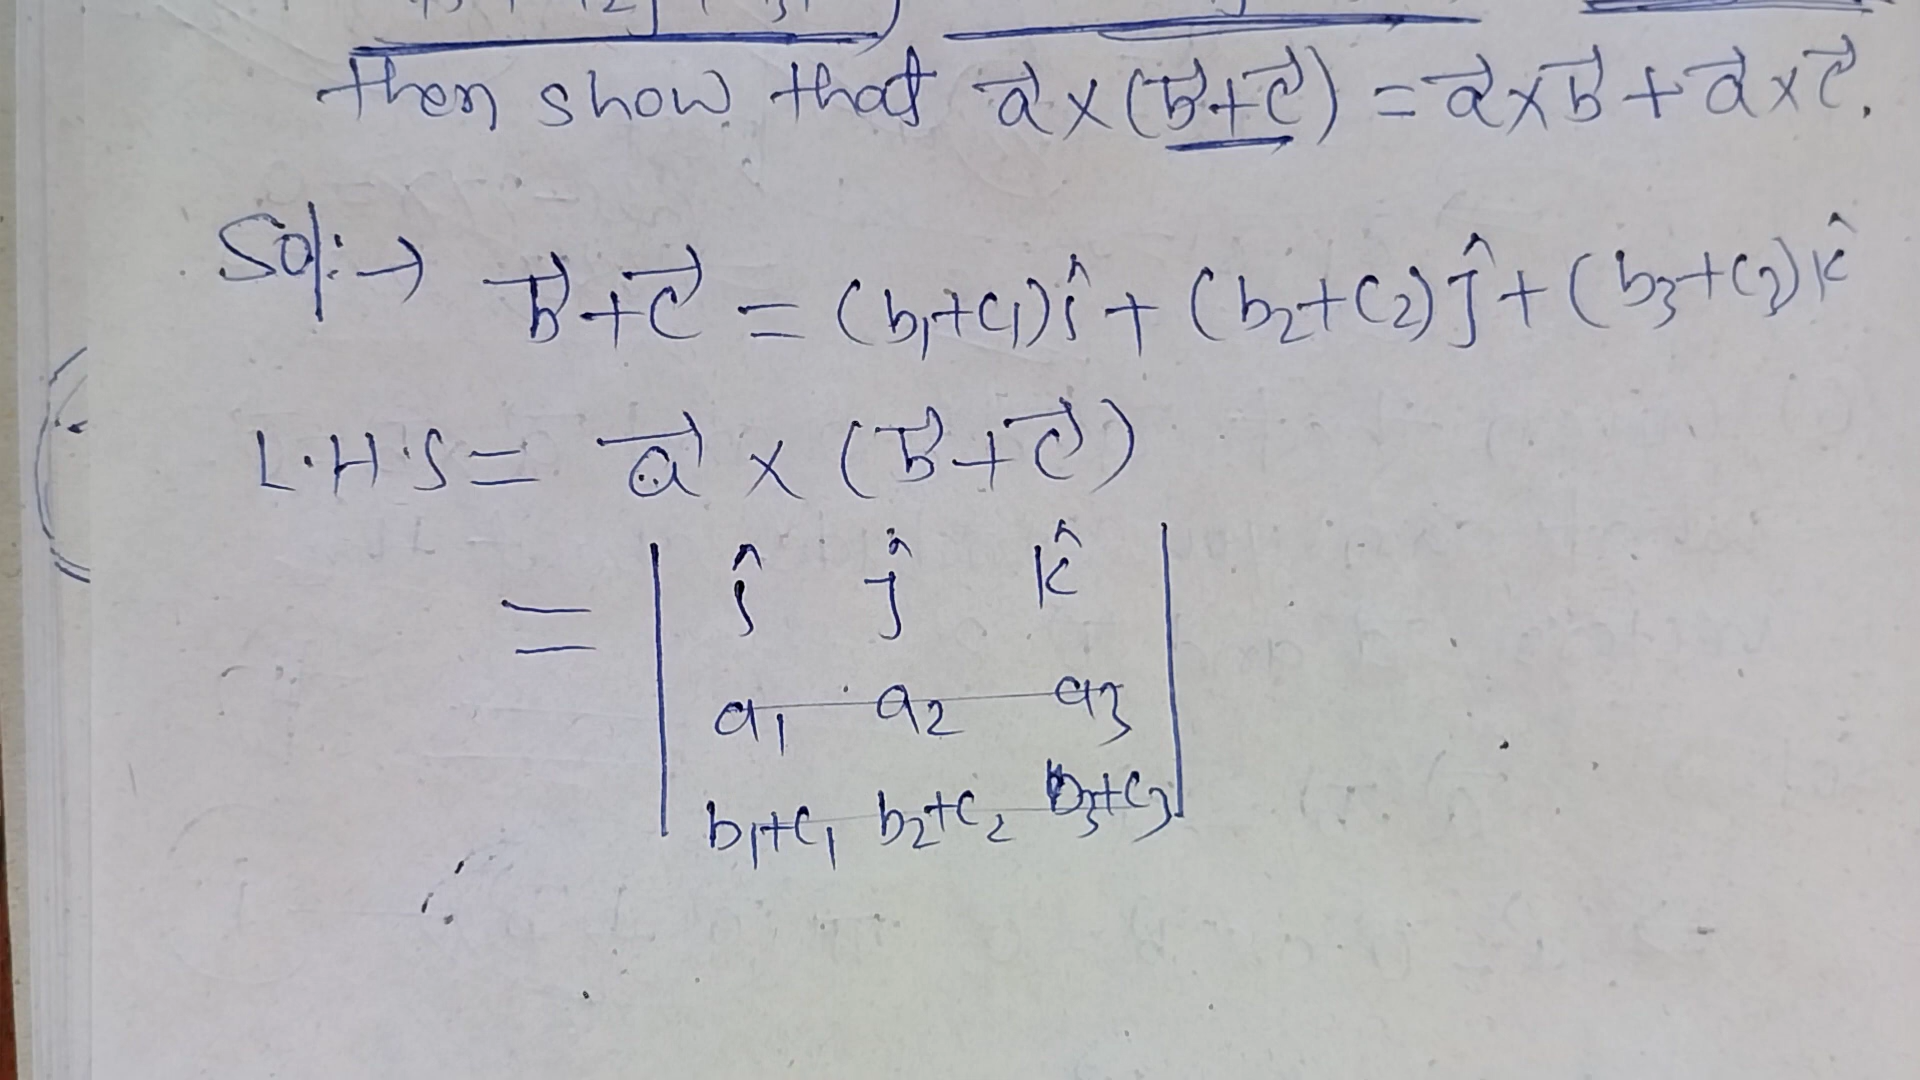 then show that a⃗ × (b⃗ + c⃗) = a⃗ × b⃗ + a⃗ × c⃗.
Sol:→ b⃗ + c⃗ = (b₁+c₁)î + (b₂+c₂)ĵ + (b₃+c₃)k̂
L.H.S = a⃗ × (b⃗ + c⃗)
= | î ĵ k̂ |
| a₁ a₂ a₃ |
| b₁+c₁ b₂+c₂ b₃+c₃ |